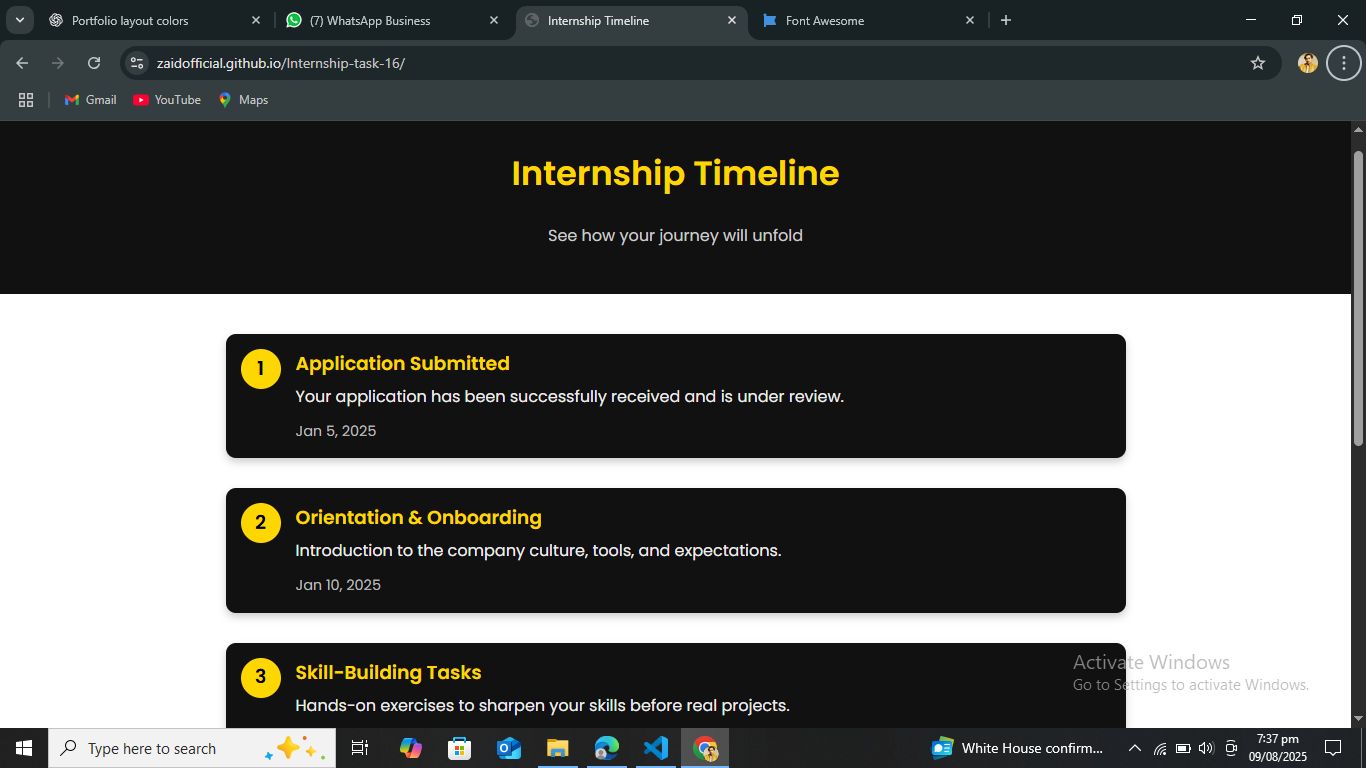 Portfolio layout colors
(7) WhatsApp Business
Internship Timeline
Font Awesome
zaidofficial.github.io/Internship-task-16/
Gmail
YouTube
Maps
Internship Timeline
See how your journey will unfold
1
Application Submitted
Your application has been successfully received and is under review.
Jan 5, 2025
2
Orientation & Onboarding
Introduction to the company culture, tools, and expectations.
Jan 10, 2025
3
Skill-Building Tasks
Hands-on exercises to sharpen your skills before real projects.
Activate Windows
Go to Settings to activate Windows.
Type here to search
White House confirm...
7:37 pm
09/08/2025